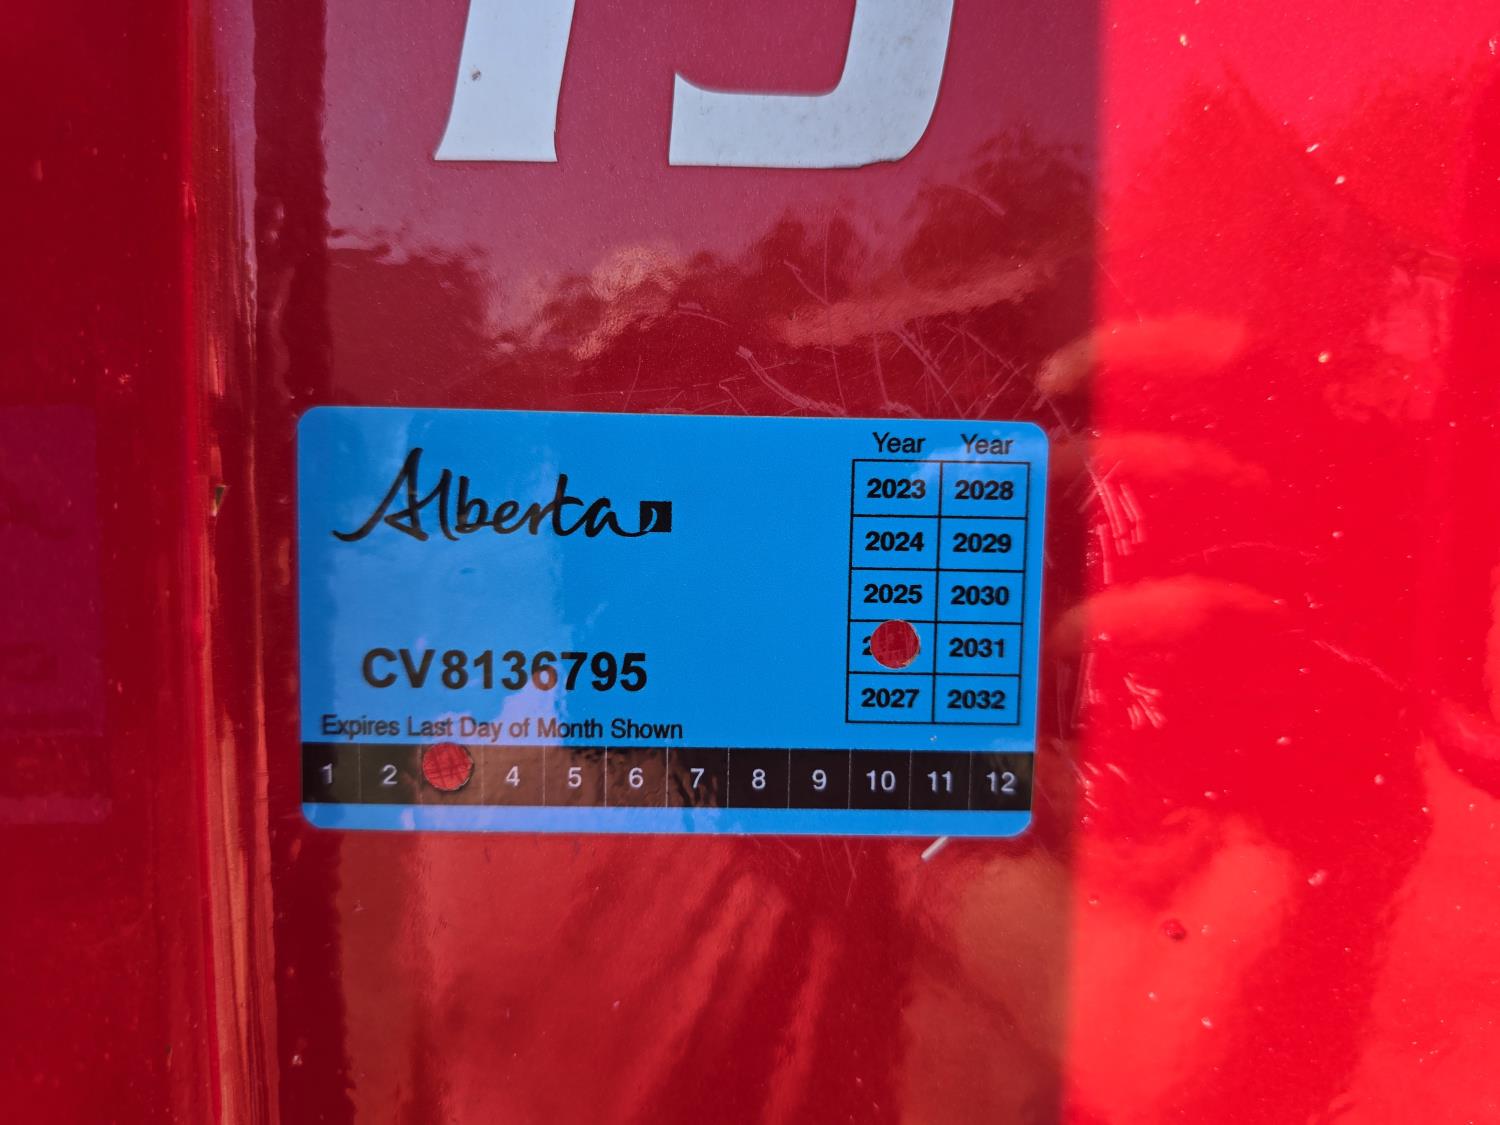 Alberta
Year Year
2023 2028
2024 2029
2025 2030
2031
2027 2032
CV8136795
Expires Last Day of Month Shown
1 2 4 5 6 7 8 9 10 11 12